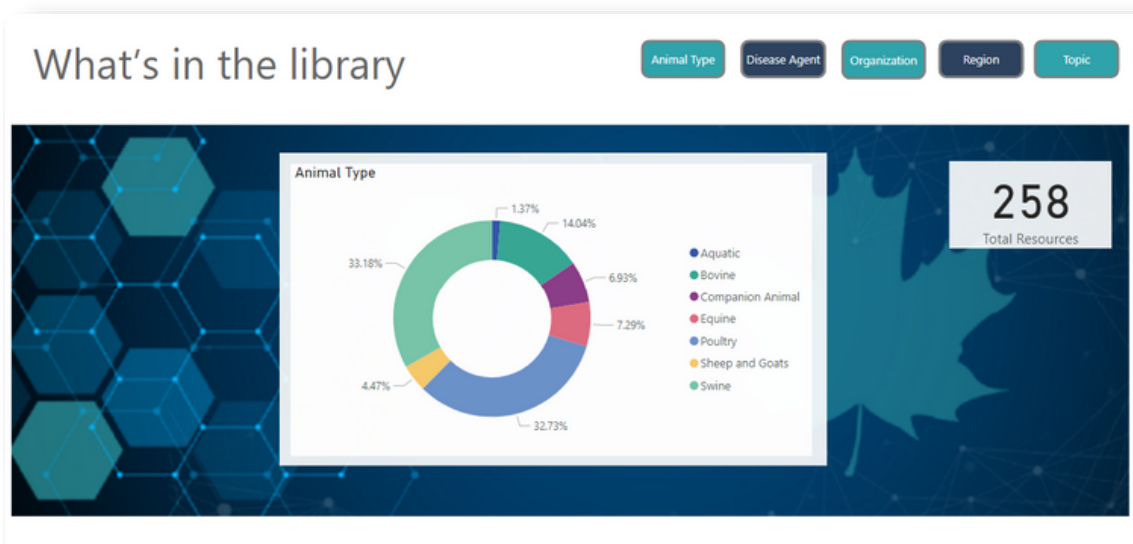 What's in the library
Animal Type
Disease Agent
Organization
Region
Topic
Animal Type
1.37%
14.04%
6.93%
7.29%
32.73%
4.47%
33.18%
Aquatic
Bovine
Companion Animal
Equine
Poultry
Sheep and Goats
Swine
258
Total Resources